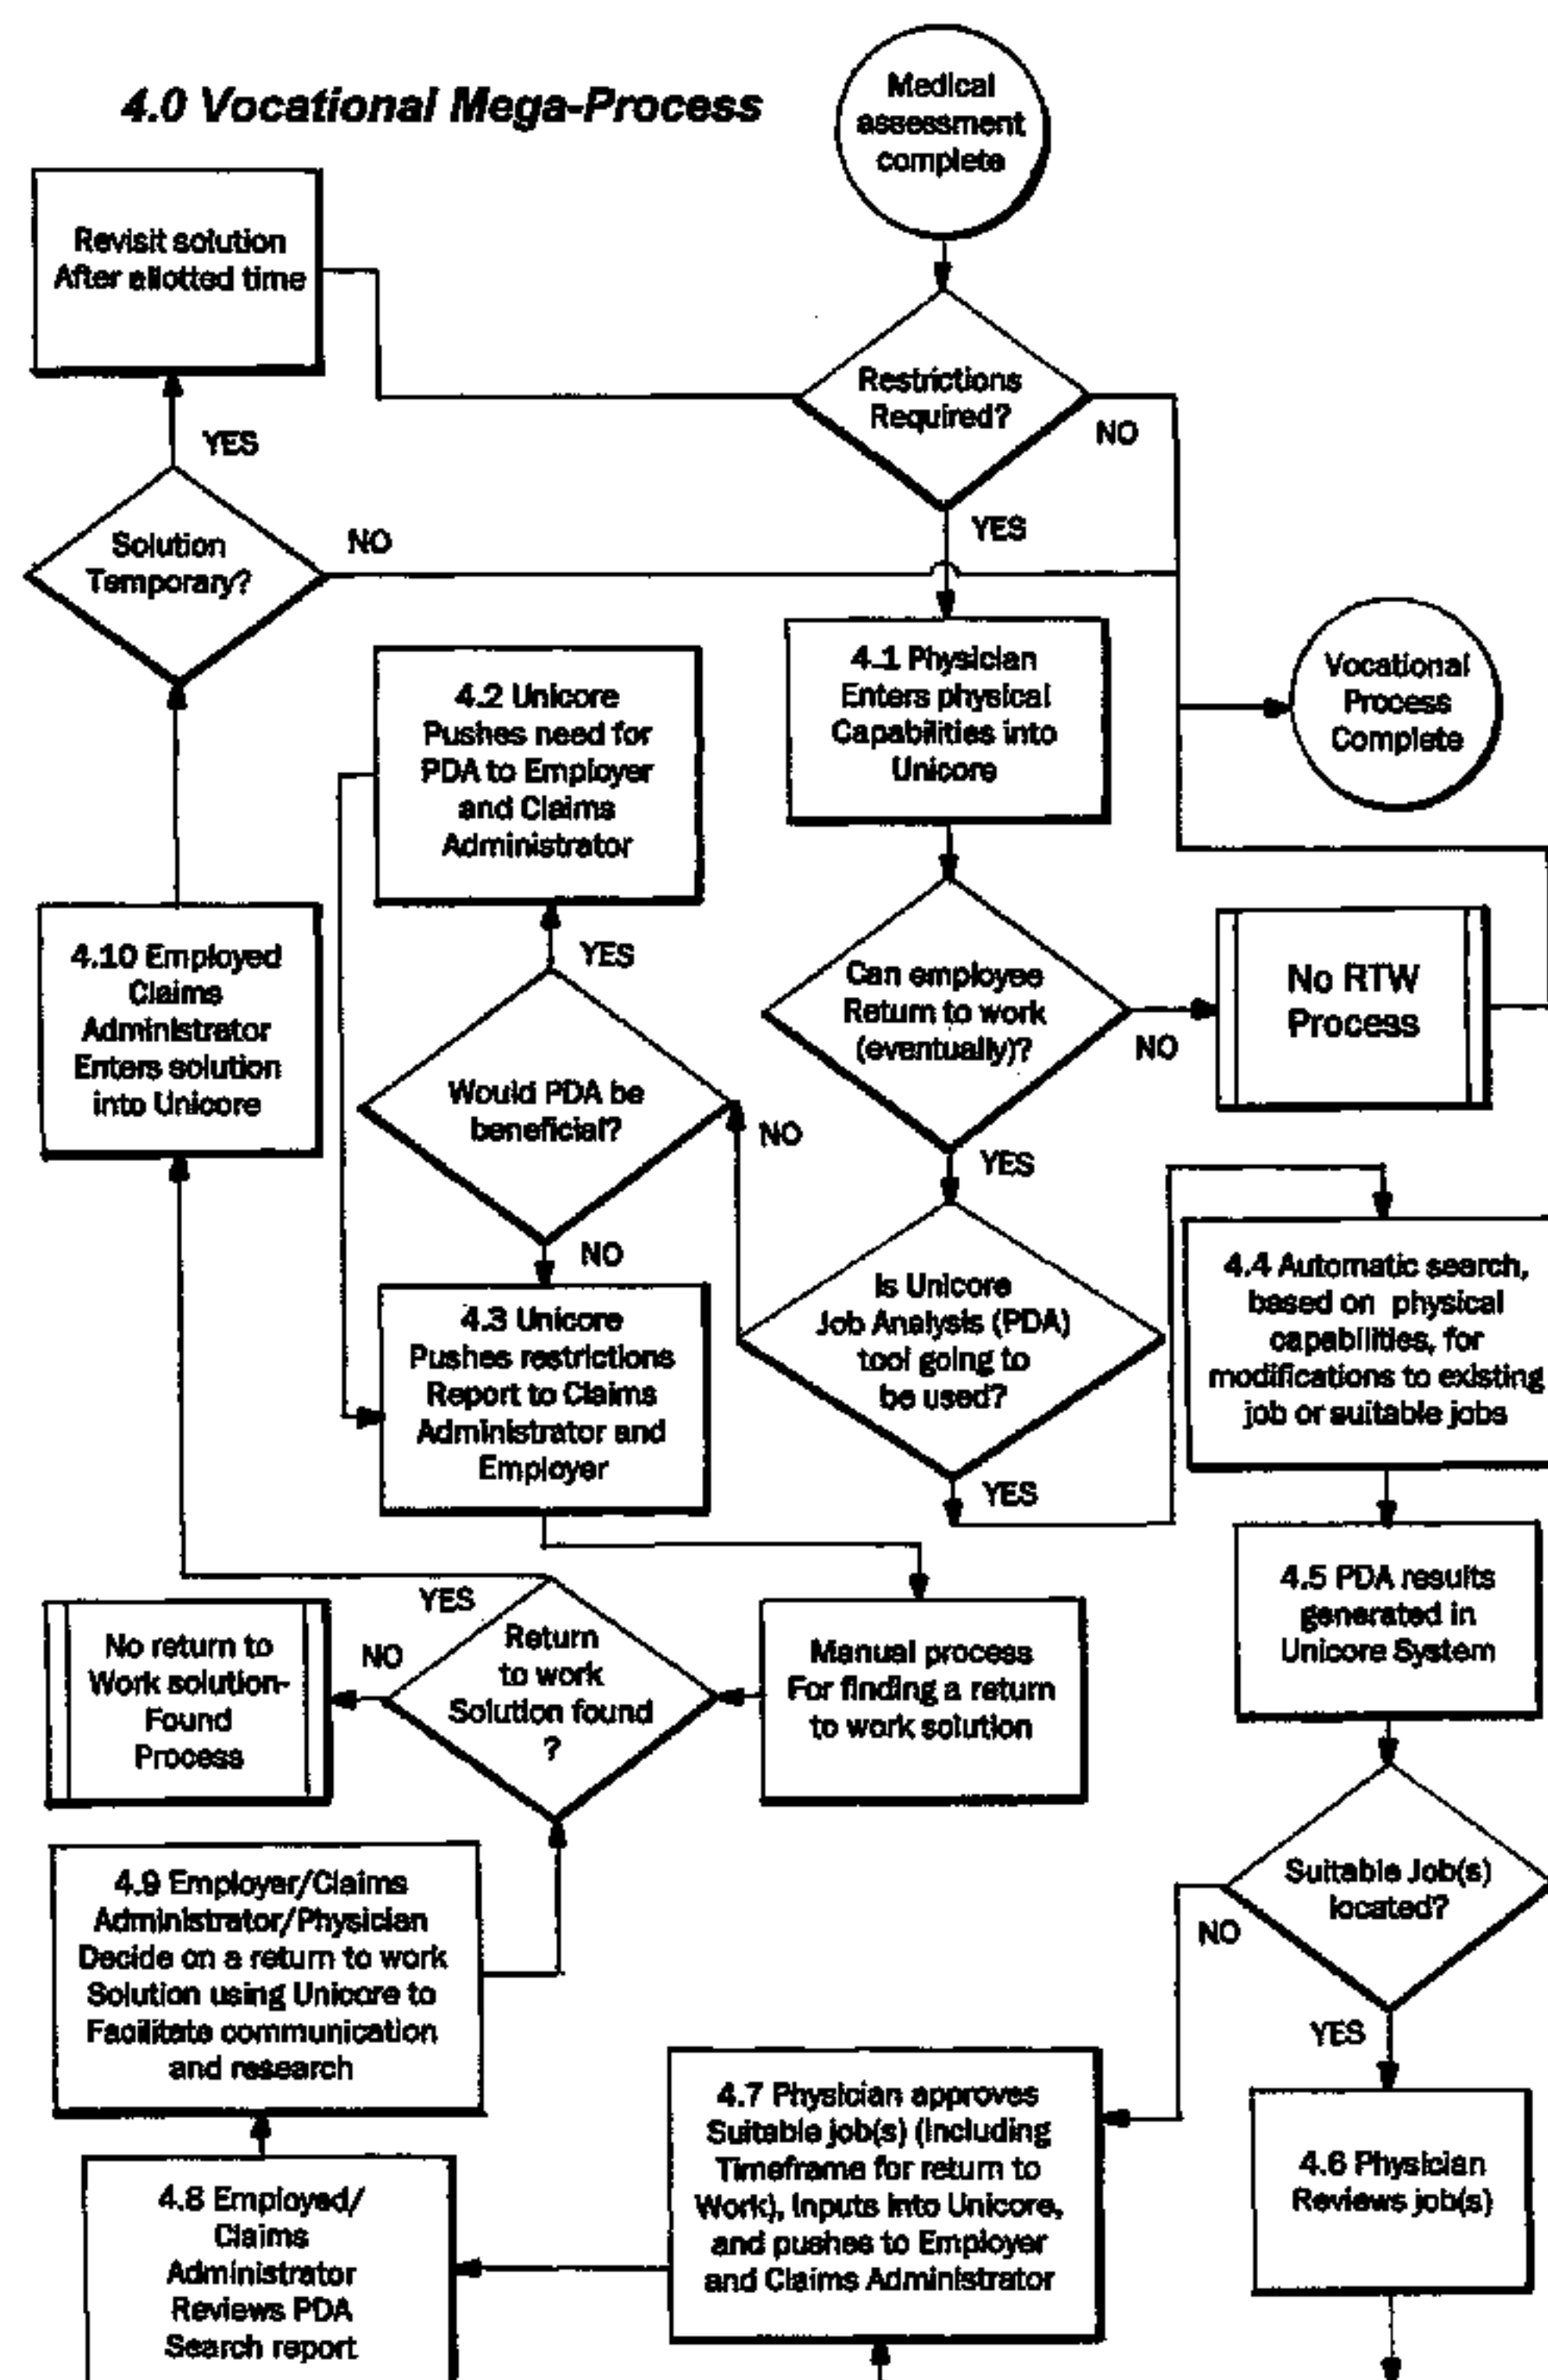 4.0 Vocational Mega-Process
Medical
assessment
complete
Revisit solution
After allotted time
Restrictions
Required?
NO
YES
YES
Solution
Temporary?
NO
4.1 Physician
Enters physical
Capabilities into
Unicore
Vocational
Process
Complete
4.2 Unicore
Pushes need for
PDA to Employer
and Claims
Administrator
4.10 Employed
Claims
Administrator
Enters solution
into Unicore
YES
Can employee
Return to work
(eventually)?
NO
No RTW
Process
Would PDA be
beneficial?
NO
YES
NO
4.3 Unicore
Pushes restrictions
Report to Claims
Administrator and
Employer
Is Unicore
Job Analysis (PDA)
tool going to
be used?
YES
4.4 Automatic search,
based on physical
capabilities, for
modifications to existing
job or suitable jobs
4.5 PDA results
generated in
Unicore System
YES
NO
Return
to work
Solution found
?
No return to
Work solution-
Found
Process
Manual process
For finding a return
to work solution
Suitable Job(s)
located?
NO
YES
4.9 Employer/Claims
Administrator/Physician
Decide on a return to work
Solution using Unicore to
Facilitate communication
and research
4.7 Physician approves
Suitable job(s) (Including
Timeframe for return to
Work), Inputs into Unicore,
and pushes to Employer
and Claims Administrator
4.6 Physician
Reviews job(s)
4.8 Employed/
Claims
Administrator
Reviews PDA
Search report